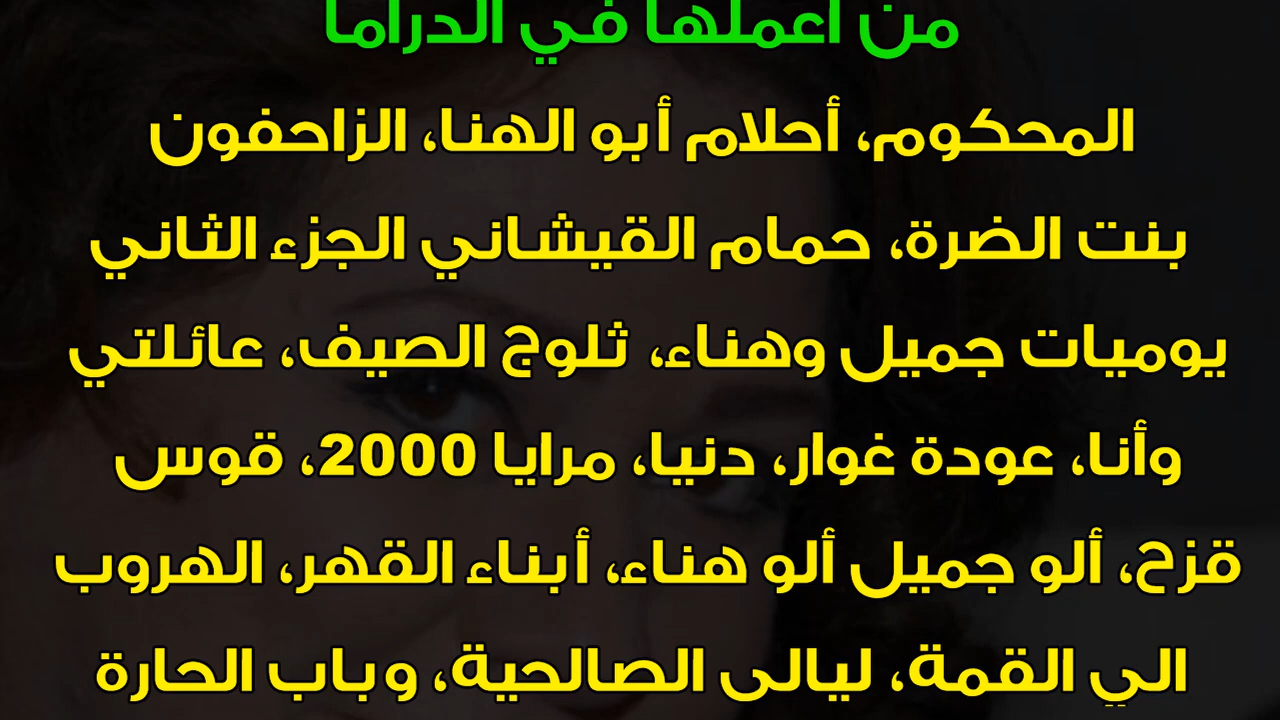 من أعملها في الدراما
المحكوم، أحلام أبو الهنا، الزاحفون
بنت الضرة، حمام القيشاني الجزء الثاني
يوميات جميل وهناء، ثلوج الصيف، عائلتي
وأنا، عودة غوار، دنيا، مرايا 2000، قوس
قزح، ألو جميل ألو هناء، أبناء القهر، الهروب
الي القمة، ليالى الصالحية، وباب الحارة